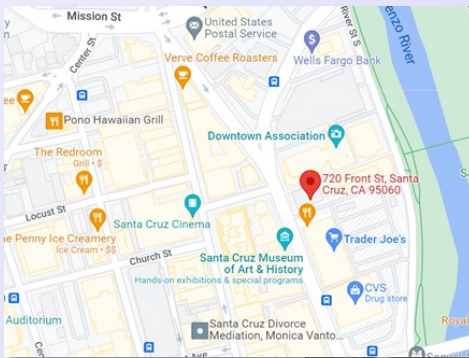 Mission St
United States
Postal Service
River St S
Center St
Verve Coffee Roasters
Wells Fargo Bank
ee
Pono Hawaiian Grill
Downtown Association
The Redroom
Grill • $
720 Front St, Santa
Cruz, CA 95060
Locust St
Santa Cruz Cinema
e Penny Ice Creamery
Ice Cream • $$
Trader Joe's
Church St
Santa Cruz Museum
of Art & History
Hands-on exhibitions & special programs
CVS
Drug store
Auditorium
Royal
Santa Cruz Divorce
Mediation, Monica Vanto...